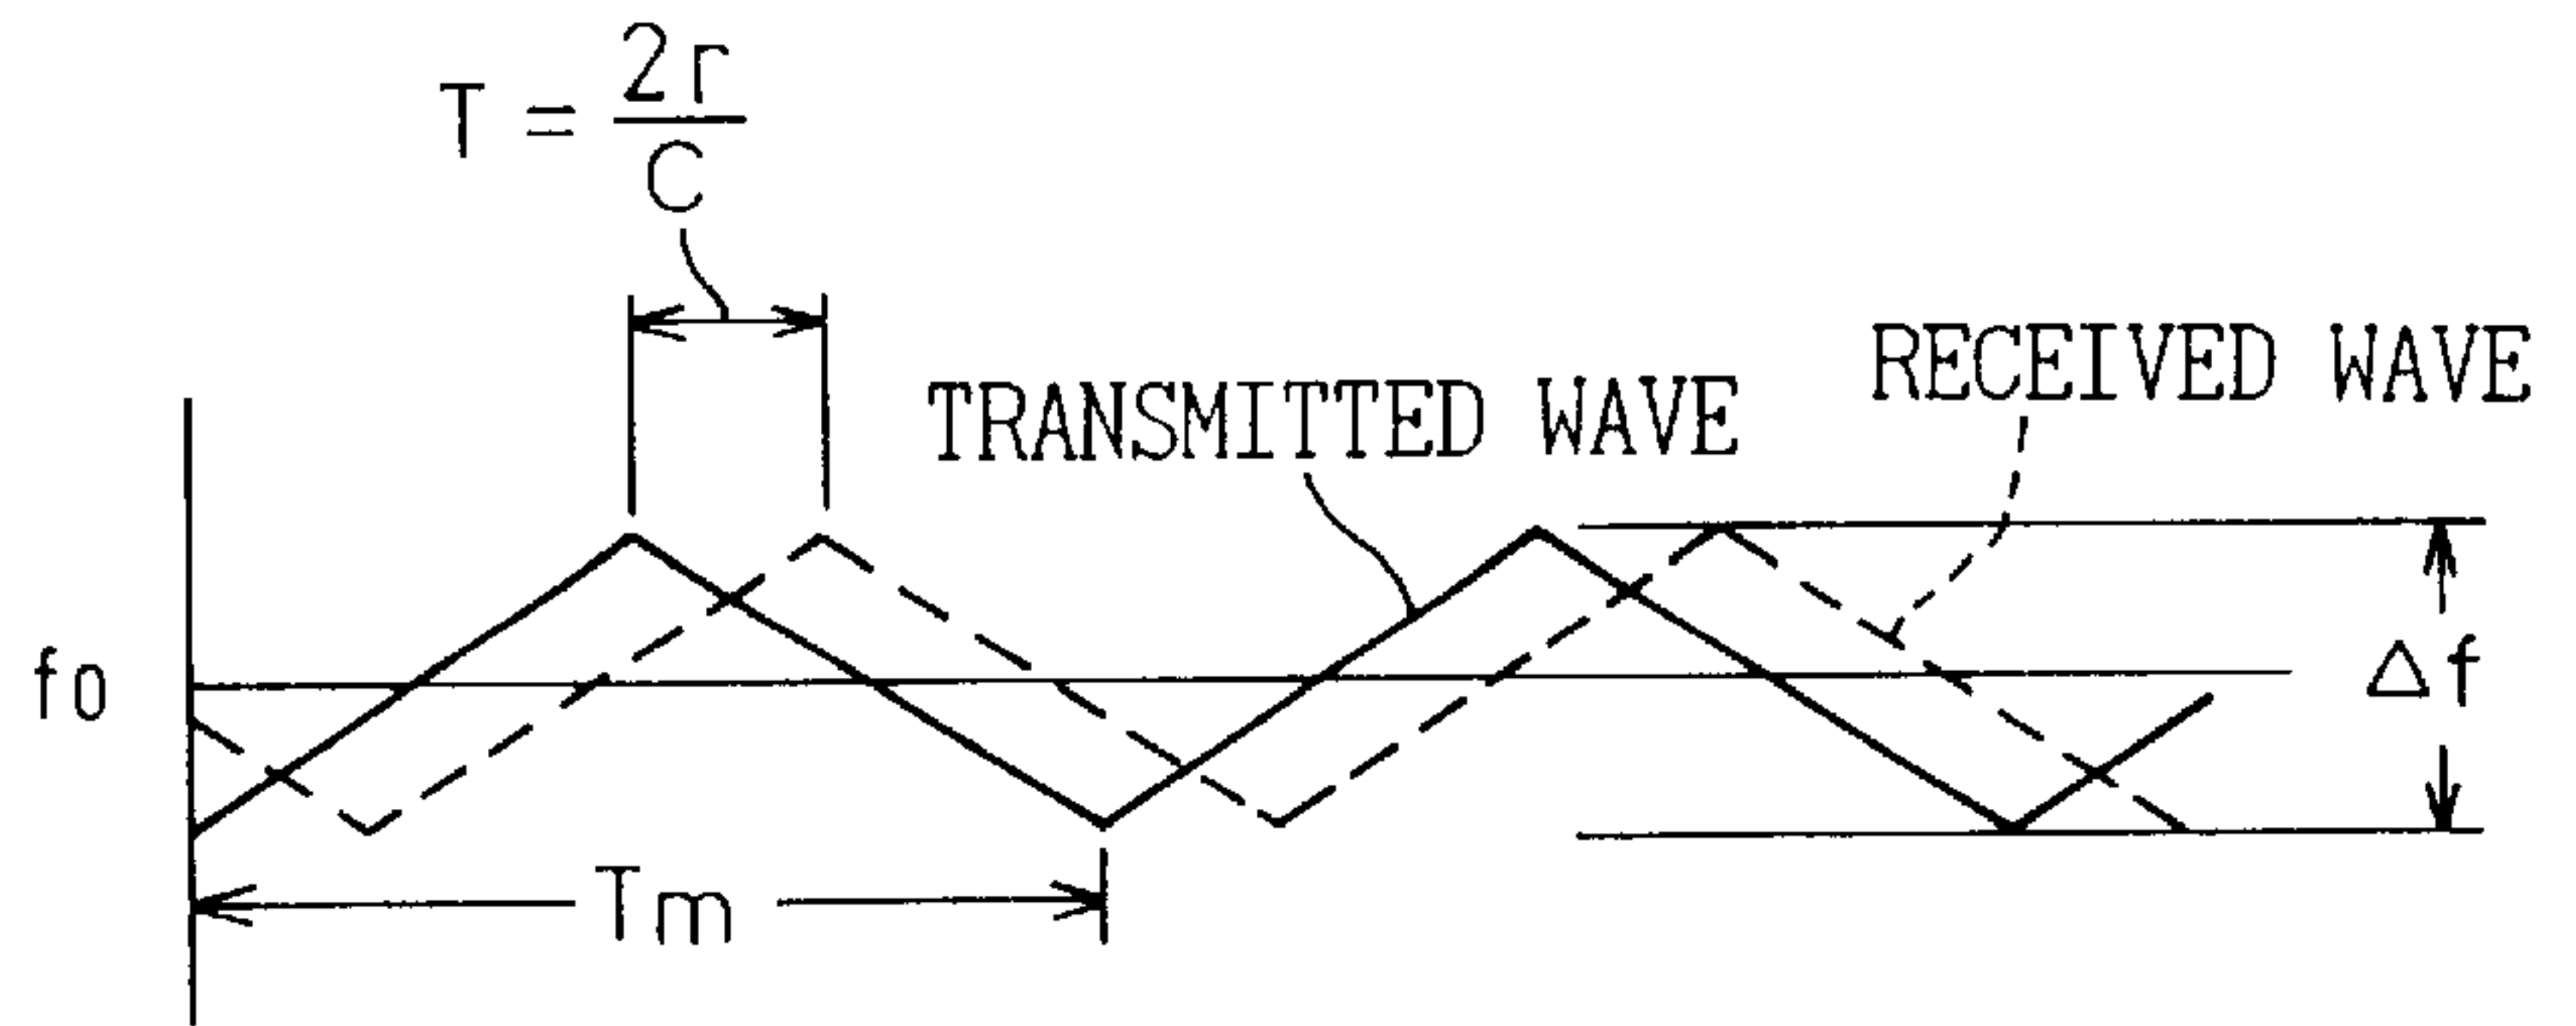 T = 2r/C
TRANSMITTED WAVE
RECEIVED WAVE
f0
Δf
Tm